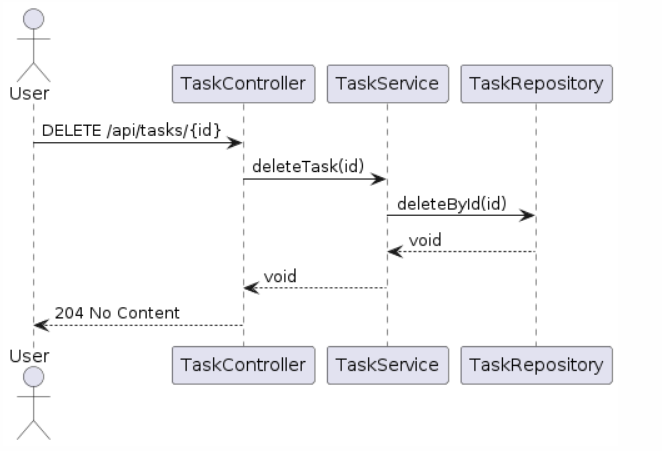 User
TaskController
TaskService
TaskRepository
DELETE /api/tasks/{id}
deleteTask(id)
deleteById(id)
void
void
204 No Content
User
TaskController
TaskService
TaskRepository